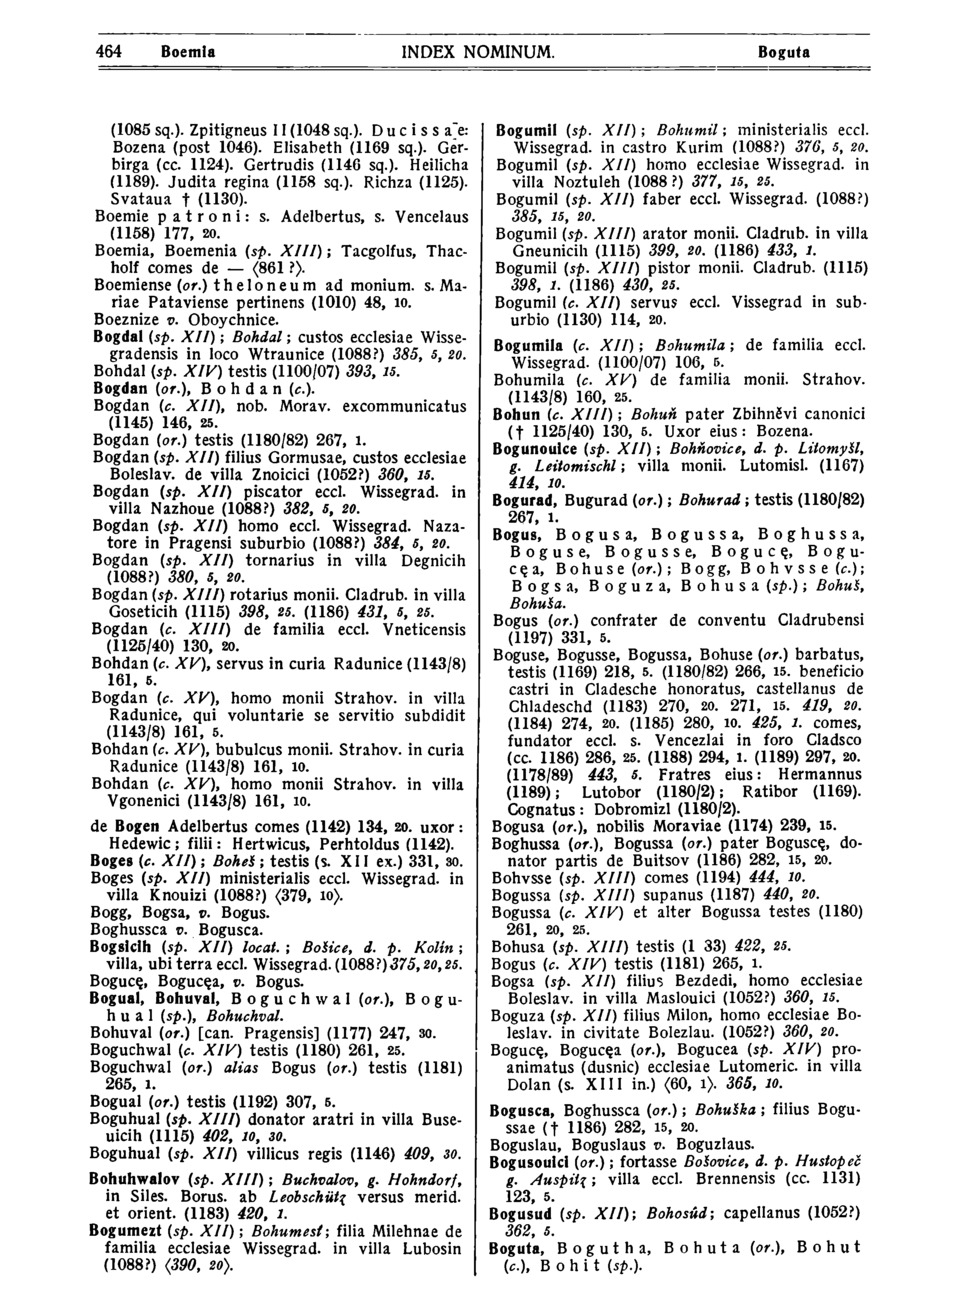 464 Boemia INDEX NOMINUM. Boguta
(1085 sq.). Zpitigneus II (1048 sq.). Ducissae:
Bozena (post 1046). Elisabeth (1169 sq.). Ger-
birga (cc. 1124). Gertrudis (1146 sq.). Heilicha
(1189). Judita regina (1158 sq.). Richza (1125).
Svataua † (1130).
Boemie patroni: s. Adelbertus, s. Vencelaus
(1158) 177, 20.
Boemia, Boemenia (sp. XIII); Tacgolfus, Thac-
holf comes de — ⟨861 ?⟩.
Boemiense (or.) theloneum ad monium. s. Ma-
riae Pataviense pertinens (1010) 48, 10.
Boeznize v. Oboychnice.
Bogdal (sp. XII); Bohdal; custos ecclesiae Wisse-
gradensis in loco Wtraunice (1088?) 385, 5, 20.
Bohdal (sp. XIV) testis (1100/07) 393, 15.
Bogdan (or.), Bohdan (c.).
Bogdan (c. XII), nob. Morav. excommunicatus
(1145) 146, 25.
Bogdan (or.) testis (1180/82) 267, 1.
Bogdan (sp. XII) filius Gormusae, custos ecclesiae
Boleslav. de villa Znoicici (1052?) 360, 15.
Bogdan (sp. XII) piscator eccl. Wissegrad. in
villa Nazhoue (1088?) 382, 5, 20.
Bogdan (sp. XII) homo eccl. Wissegrad. Naza-
tore in Pragensi suburbio (1088?) 384, 5, 20.
Bogdan (sp. XII) tornarius in villa Degnicih
(1088?) 380, 5, 20.
Bogdan (sp. XIII) rotarius monii. Cladrub. in villa
Goseticih (1115) 398, 25. (1186) 431, 5, 25.
Bogdan (c. XIII) de familia eccl. Vneticensis
(1125/40) 130, 20.
Bohdan (c. XV), servus in curia Radunice (1143/8)
161, 5.
Bogdan (c. XV), homo monii Strahov. in villa
Radunice, qui voluntarie se servitio subdidit
(1143/8) 161, 5.
Bohdan (c. XV), bubulcus monii. Strahov. in curia
Radunice (1143/8) 161, 10.
Bohdan (c. XV), homo monii Strahov. in villa
Vgonenici (1143/8) 161, 10.
de Bogen Adelbertus comes (1142) 134, 20. uxor:
Hedewic; filii: Hertwicus, Perhtoldus (1142).
Boges (c. XII); Boheš; testis (s. XII ex.) 331, 30.
Boges (sp. XII) ministerialis eccl. Wissegrad. in
villa Knouizi (1088?) ⟨379, 10⟩.
Bogg, Bogsa, v. Bogus.
Boghussca v. Bogusca.
Bogsicih (sp. XII) locat.; Bošice, d. p. Kolín;
villa, ubi terra eccl. Wissegrad. (1088?) 375, 20, 25.
Bogucę, Bogucęa, v. Bogus.
Bogual, Bohuval, Boguchwal (or.), Bogu-
hual (sp.), Bohuchval.
Bohuval (or.) [can. Pragensis] (1177) 247, 30.
Boguchwal (c. XIV) testis (1180) 261, 25.
Boguchwal (or.) alias Bogus (or.) testis (1181)
265, 1.
Bogual (or.) testis (1192) 307, 5.
Boguhual (sp. XIII) donator aratri in villa Buse-
uicih (1115) 402, 10, 30.
Boguhual (sp. XII) villicus regis (1146) 409, 30.
Bohuhwalov (sp. XIII); Buchvalov, g. Hohndorf,
in Siles. Borus. ab Leobschütz versus merid.
et orient. (1183) 420, 1.
Bogumezt (sp. XII); Bohumesť; filia Milehnae de
familia ecclesiae Wissegrad. in villa Lubosin
(1088?) ⟨390, 20⟩.
Bogumil (sp. XII); Bohumil; ministerialis eccl.
Wissegrad. in castro Kurim (1088?) 376, 5, 20.
Bogumil (sp. XII) homo ecclesiae Wissegrad. in
villa Noztuleh (1088?) 377, 15, 25.
Bogumil (sp. XII) faber eccl. Wissegrad. (1088?)
385, 15, 20.
Bogumil (sp. XIII) arator monii. Cladrub. in villa
Gneunicih (1115) 399, 20. (1186) 433, 1.
Bogumil (sp. XIII) pistor monii. Cladrub. (1115)
398, 1. (1186) 430, 25.
Bogumil (c. XII) servus eccl. Vissegrad in sub-
urbio (1130) 114, 20.
Bogumila (c. XII); Bohumila; de familia eccl.
Wissegrad. (1100/07) 106, 5.
Bohumila (c. XV) de familia monii. Strahov.
(1143/8) 160, 25.
Bohun (c. XIII); Bohuň pater Zbihněvi canonici
(† 1125/40) 130, 5. Uxor eius: Bozena.
Bogunouice (sp. XII); Bohňovice, d. p. Litomyšl,
g. Leitomischl; villa monii. Lutomisl. (1167)
414, 10.
Bogurad, Bugurad (or.); Bohurad; testis (1180/82)
267, 1.
Bogus, Bogusa, Bogussa, Boghussa,
Boguse, Bogusse, Bogucę, Bogu-
cęa, Bohuse (or.); Bogg, Bohvsse (c.);
Bogsa, Boguza, Bohusa (sp.); Bohuš,
Bohuša.
Bogus (or.) confrater de conventu Cladrubensi
(1197) 331, 5.
Boguse, Bogusse, Bogussa, Bohuse (or.) barbatus,
testis (1169) 218, 5. (1180/82) 266, 15. beneficio
castri in Cladesche honoratus, castellanus de
Chladeschd (1183) 270, 20. 271, 15. 419, 20.
(1184) 274, 20. (1185) 280, 10. 425, 1. comes,
fundator eccl. s. Vencezlai in foro Cladsco
(cc. 1186) 286, 25. (1188) 294, 1. (1189) 297, 20.
(1178/89) 443, 5. Fratres eius: Hermannus
(1189); Lutobor (1180/2); Ratibor (1169).
Cognatus: Dobromizl (1180/2).
Bogusa (or.), nobilis Moraviae (1174) 239, 15.
Boghussa (or.), Bogussa (or.) pater Boguscę, do-
nator partis de Buitsov (1186) 282, 15, 20.
Bohvsse (sp. XIII) comes (1194) 444, 10.
Bogussa (sp. XIII) supanus (1187) 440, 20.
Bogussa (c. XIV) et alter Bogussa testes (1180)
261, 20, 25.
Bohusa (sp. XIII) testis (1 33) 422, 25.
Bogus (c. XIV) testis (1181) 265, 1.
Bogsa (sp. XII) filius Bezdedi, homo ecclesiae
Boleslav. in villa Maslouici (1052?) 360, 15.
Boguza (sp. XII) filius Milon, homo ecclesiae Bo-
leslav. in civitate Bolezlau. (1052?) 360, 20.
Bogucę, Bogucęa (or.), Bogucea (sp. XIV) pro-
animatus (dusnic) ecclesiae Lutomeric. in villa
Dolan (s. XIII in.) ⟨60, 1⟩. 365, 10.
Bogusca, Boghussca (or.); Bohuška; filius Bogu-
ssae († 1186) 282, 15, 20.
Boguslau, Boguslaus v. Boguzlaus.
Bogusouici (or.); fortasse Bošovice, d. p. Hustopeč
g. Auspitz; villa eccl. Brennensis (cc. 1131)
123, 5.
Bogusud (sp. XII); Bohosúd; capellanus (1052?)
362, 5.
Boguta, Bogutha, Bohuta (or.), Bohut
(c.), Bohit (sp.).